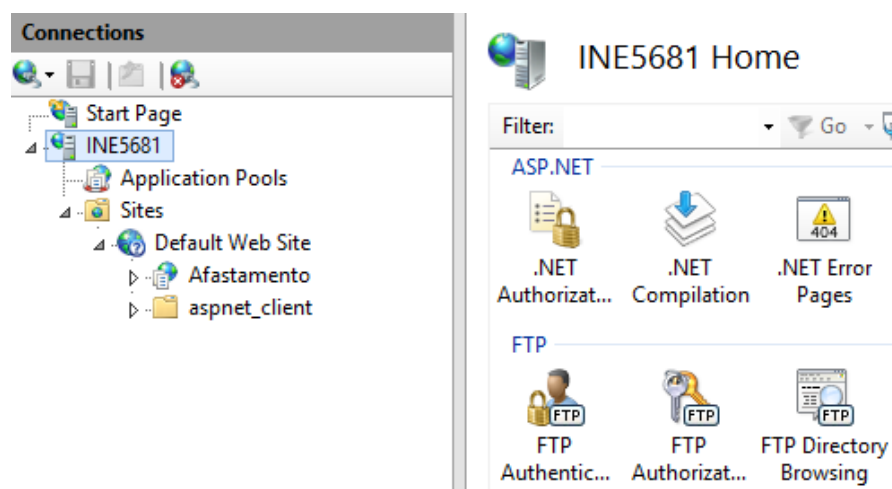 Connections
Start Page
INE5681
Application Pools
Sites
Default Web Site
Afastamento
aspnet_client
INE5681 Home
Filter:
Go
ASP.NET
.NET
Authorizat...
.NET
Compilation
404
.NET Error
Pages
FTP
FTP
FTP
Authentic...
FTP
FTP
Authorizat...
FTP
FTP Directory
Browsing